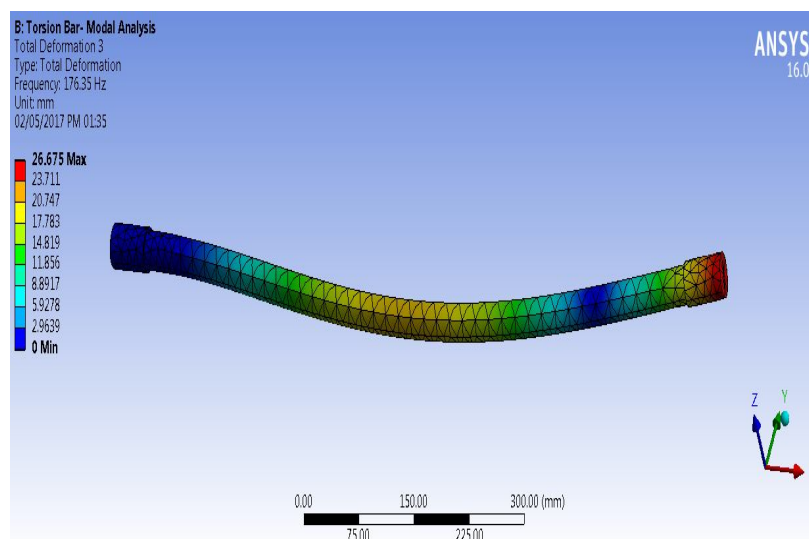 B: Torsion Bar- Modal Analysis
Total Deformation 3
Type: Total Deformation
Frequency: 176.35 Hz
Unit: mm
02/05/2017 PM 01:35
ANSYS
16.0
26.675 Max
23.711
20.747
17.783
14.819
11.856
8.8917
5.9278
2.9639
0 Min
Z Y
0.00 150.00 300.00 (mm)
75.00 225.00